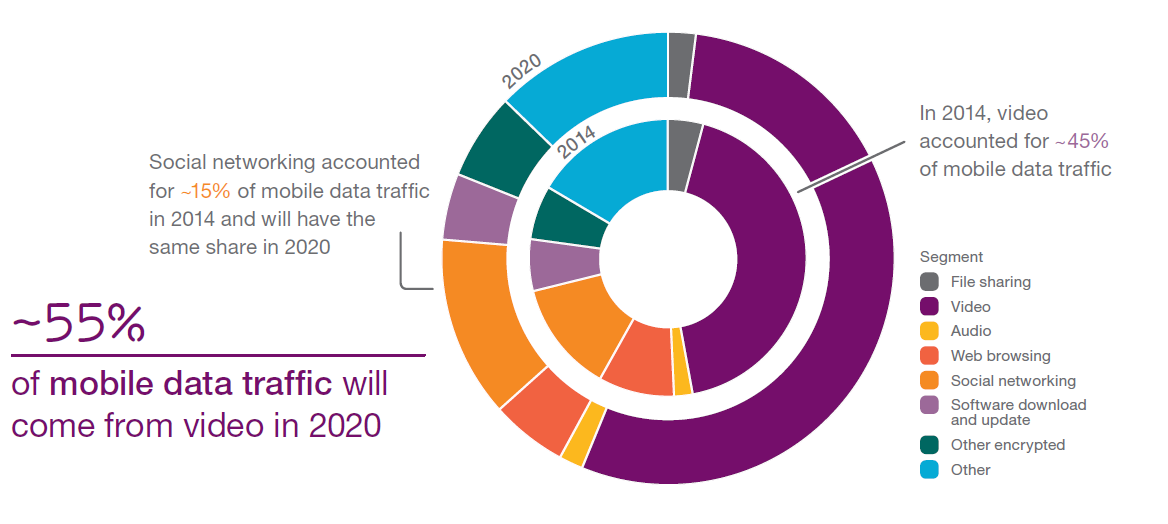 2020
2014
In 2014, video
accounted for ~45%
of mobile data traffic
Social networking accounted
for ~15% of mobile data traffic
in 2014 and will have the
same share in 2020
~55%
of mobile data traffic will
come from video in 2020
Segment
File sharing
Video
Audio
Web browsing
Social networking
Software download
and update
Other encrypted
Other